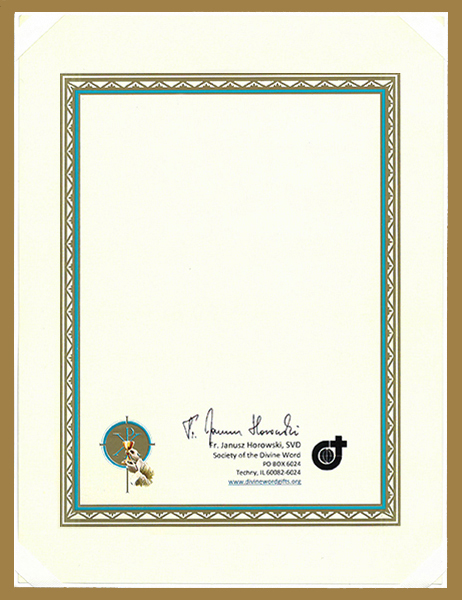 Fr. Janusz Horowski
Fr. Janusz Horowski, SVD
Society of the Divine Word
PO BOX 6024
Techny, IL 60082-6024
www.divinewordgifts.org